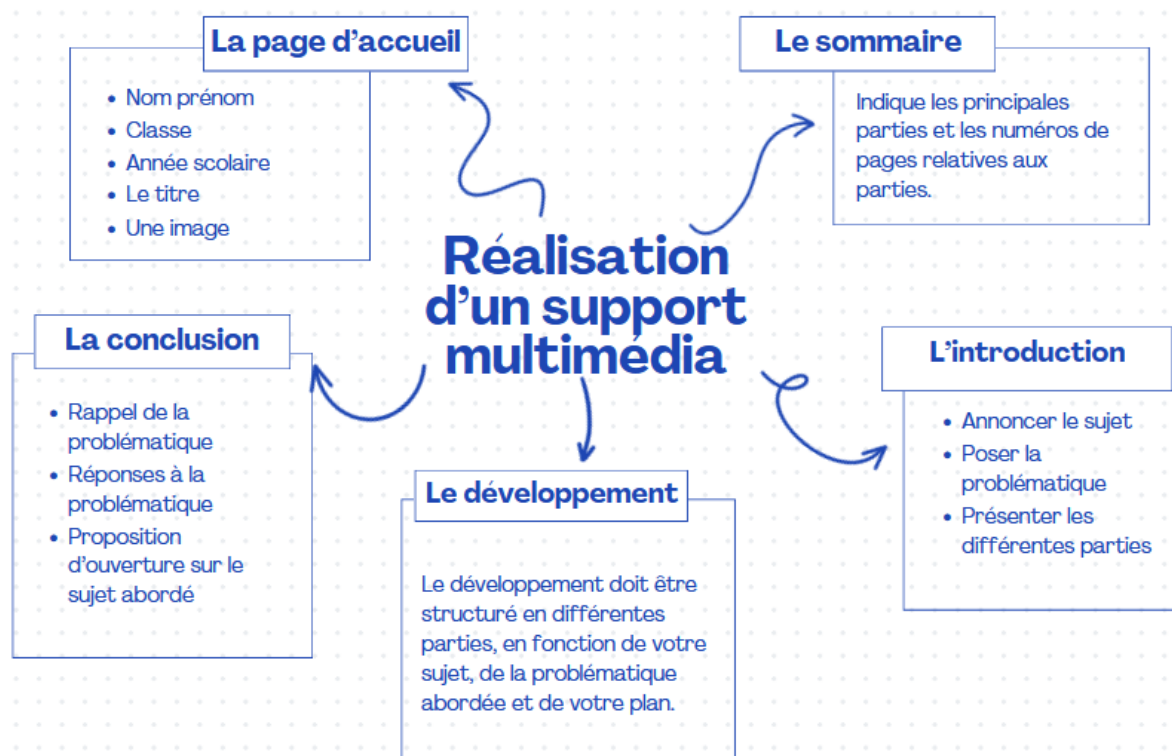 La page d'accueil
• Nom prénom
• Classe
• Année scolaire
• Le titre
• Une image
Le sommaire
Indique les principales
parties et les numéros de
pages relatives aux
parties.
Réalisation
d'un support
multimédia
La conclusion
• Rappel de la
problématique
• Réponses à la
problématique
• Proposition
d'ouverture sur le
sujet abordé
Le développement
Le développement doit être
structuré en différentes
parties, en fonction de votre
sujet, de la problématique
abordée et de votre plan.
L'introduction
• Annoncer le sujet
• Poser la
problématique
• Présenter les
différentes parties